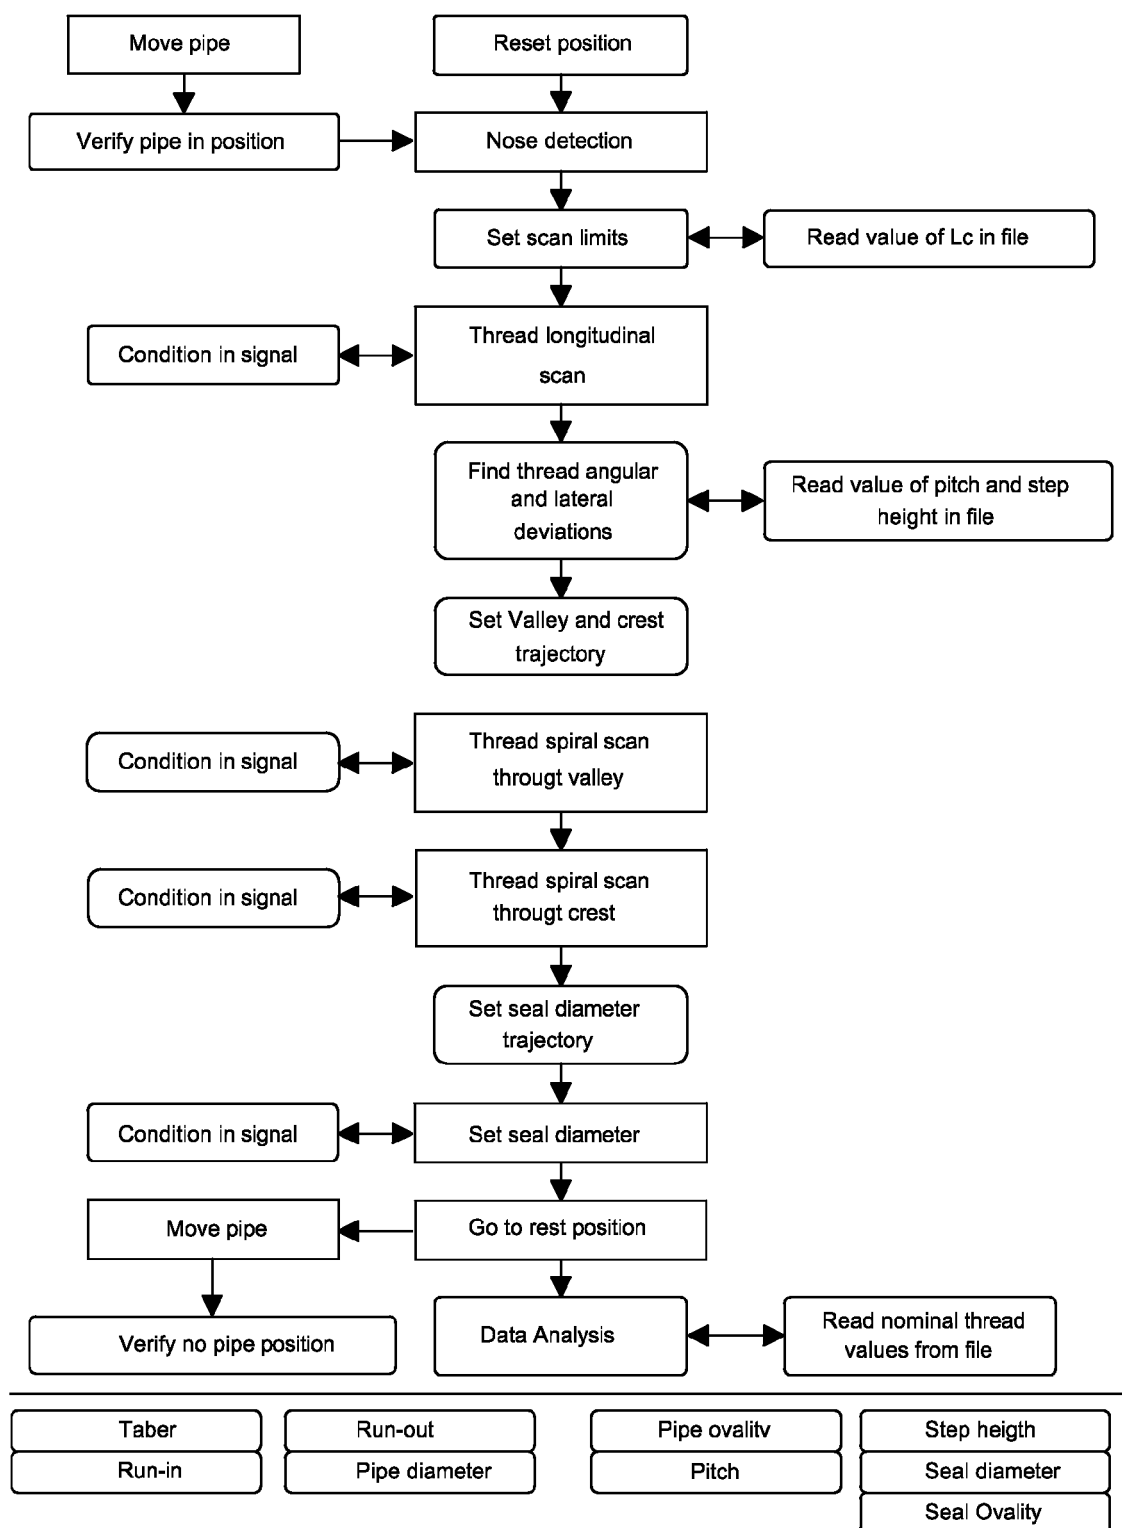 Move pipe
Reset position
Verify pipe in position
Nose detection
Set scan limits
Read value of Lc in file
Condition in signal
Thread longitudinal
scan
Find thread angular
and lateral
deviations
Read value of pitch and step
height in file
Set Valley and crest
trajectory
Condition in signal
Thread spiral scan
througt valley
Condition in signal
Thread spiral scan
througt crest
Set seal diameter
trajectory
Condition in signal
Set seal diameter
Move pipe
Go to rest position
Verify no pipe position
Data Analysis
Read nominal thread
values from file
Taber
Run-out
Pipe ovality
Step heigth
Run-in
Pipe diameter
Pitch
Seal diameter
Seal Ovality